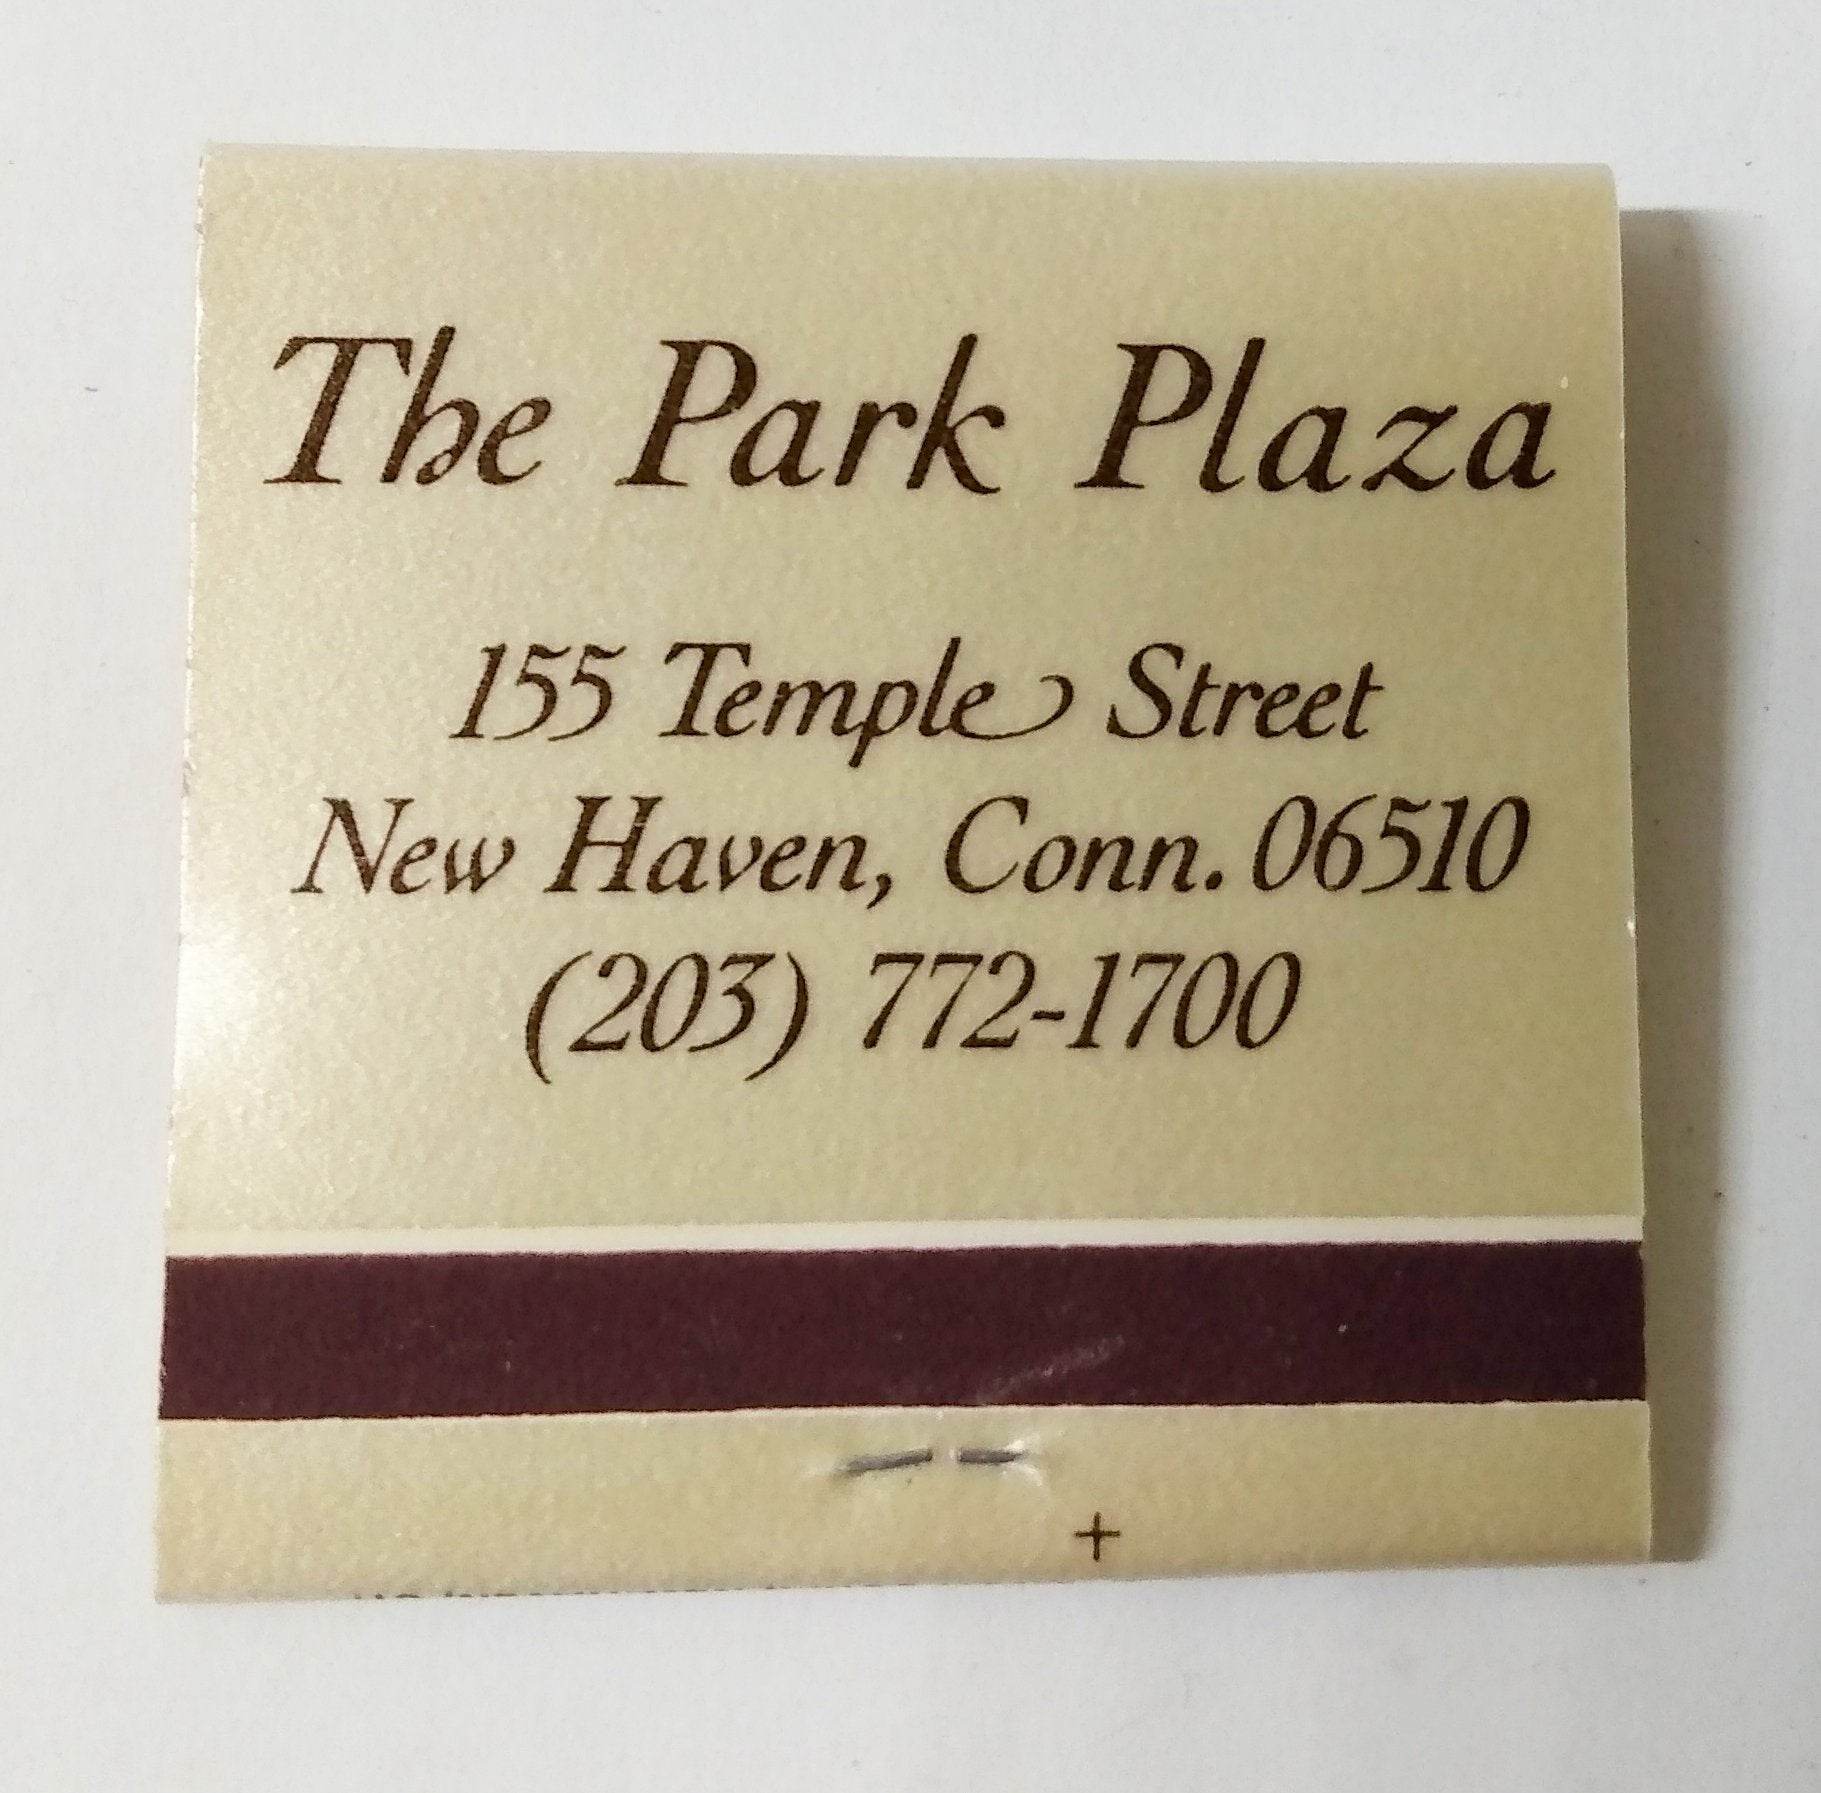 The Park Plaza
155 Temple Street
New Haven, Conn. 06510
(203) 772-1700
+